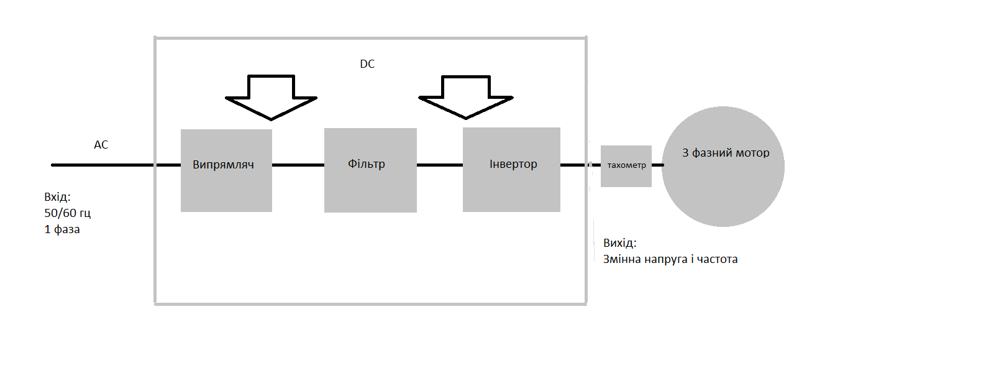 DC
AC
Випрямляч
Фільтр
Інвертор
тахометр
3 фазний мотор
Вхід:
50/60 гц
1 фаза
Вихід:
Змінна напруга і частота